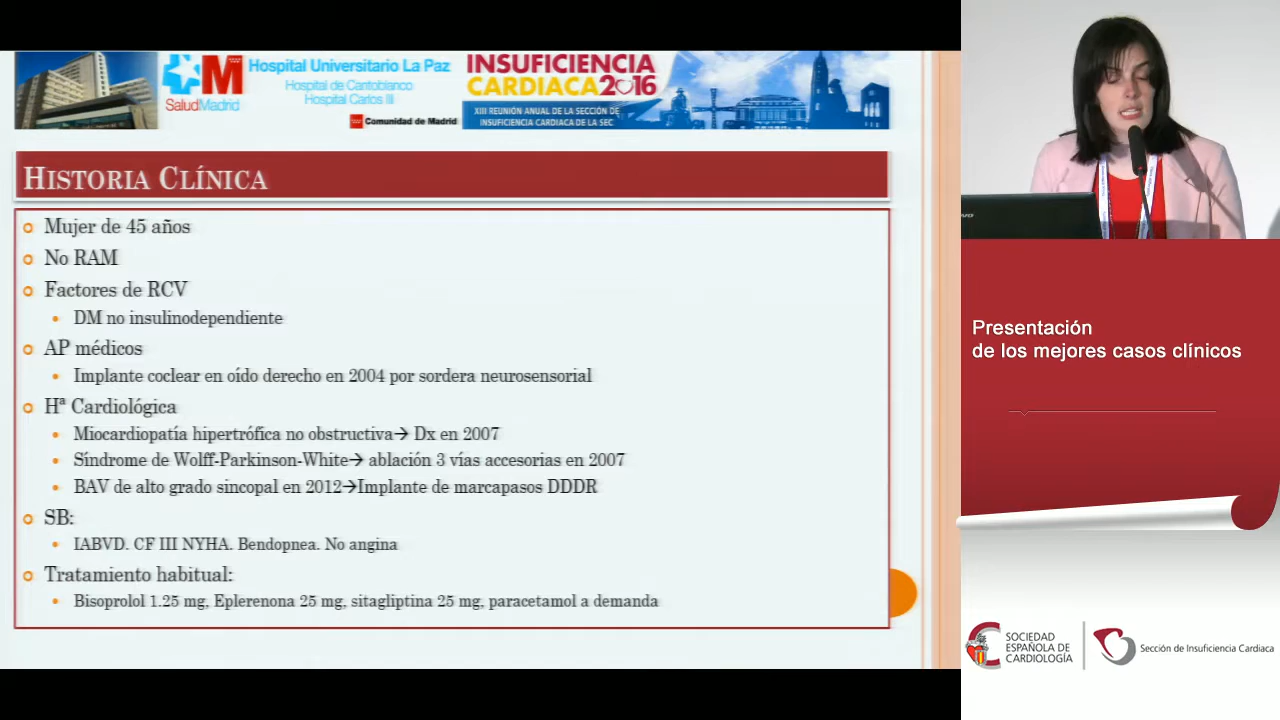 SaludMadrid
Hospital Universitario La Paz
Hospital de Cantoblanco
Hospital Carlos III
Comunidad de Madrid
INSUFICIENCIA
CARDIACA2016
XIII REUNIÓN ANUAL DE LA SECCIÓN DE
INSUFICIENCIA CARDIACA DE LA SEC
HISTORIA CLÍNICA
Mujer de 45 años
No RAM
Factores de RCV
DM no insulinodependiente
AP médicos
Implante coclear en oído derecho en 2004 por sordera neurosensorial
Hª Cardiológica
Miocardiopatía hipertrófica no obstructiva→ Dx en 2007
Síndrome de Wolff-Parkinson-White→ ablación 3 vías accesorias en 2007
BAV de alto grado sincopal en 2012→Implante de marcapasos DDDR
SB:
IABVD. CF III NYHA. Bendopnea. No angina
Tratamiento habitual:
Bisoprolol 1.25 mg, Eplerenona 25 mg, sitagliptina 25 mg, paracetamol a demanda
Presentación
de los mejores casos clínicos
SOCIEDAD
ESPAÑOLA DE
CARDIOLOGÍA
Sección de Insuficiencia Cardiaca